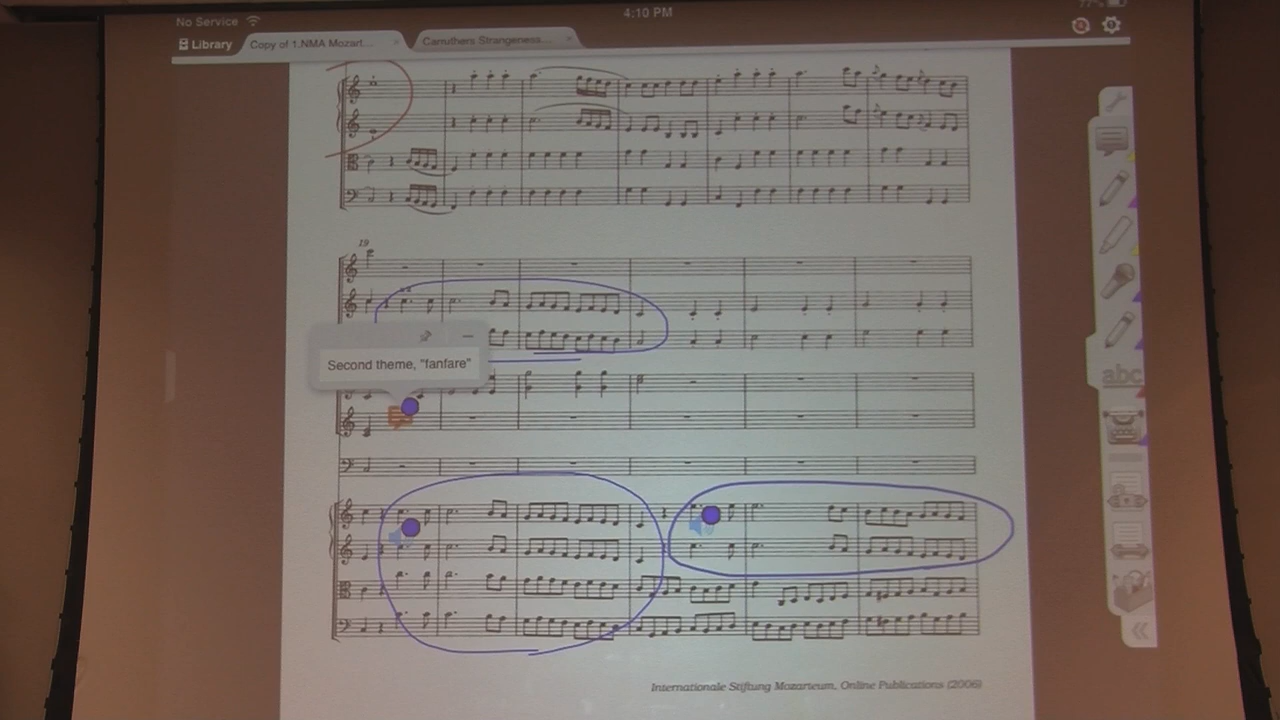 No Service
4:10 PM
77%
Library
Copy of 1.NMA Mozart...
Carruthers Strangeness...
19
Second theme, "fanfare"
abc
Internationale Stiftung Mozarteum, Online Publications (2006)